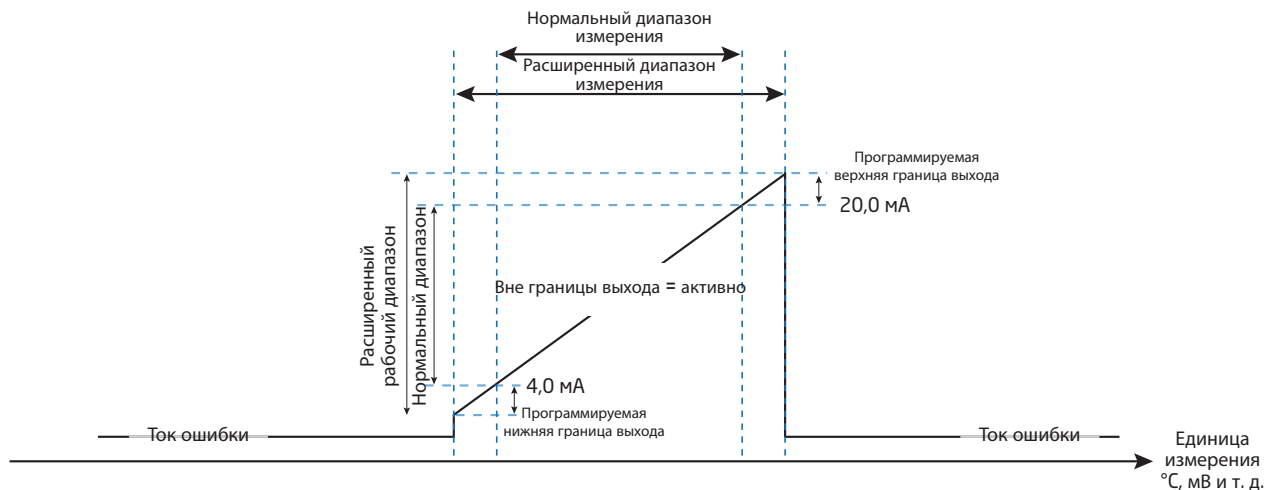 Нормальный диапазон
измерения
Расширенный диапазон
измерения
Программируемая
верхняя граница выхода
20,0 мА
Расширенный
рабочий диапазон
Нормальный диапазон
Вне границы выхода = активно
4,0 мА
Программируемая
нижняя граница выхода
Ток ошибки
Ток ошибки
Единица
измерения
°C, мВ и т. д.